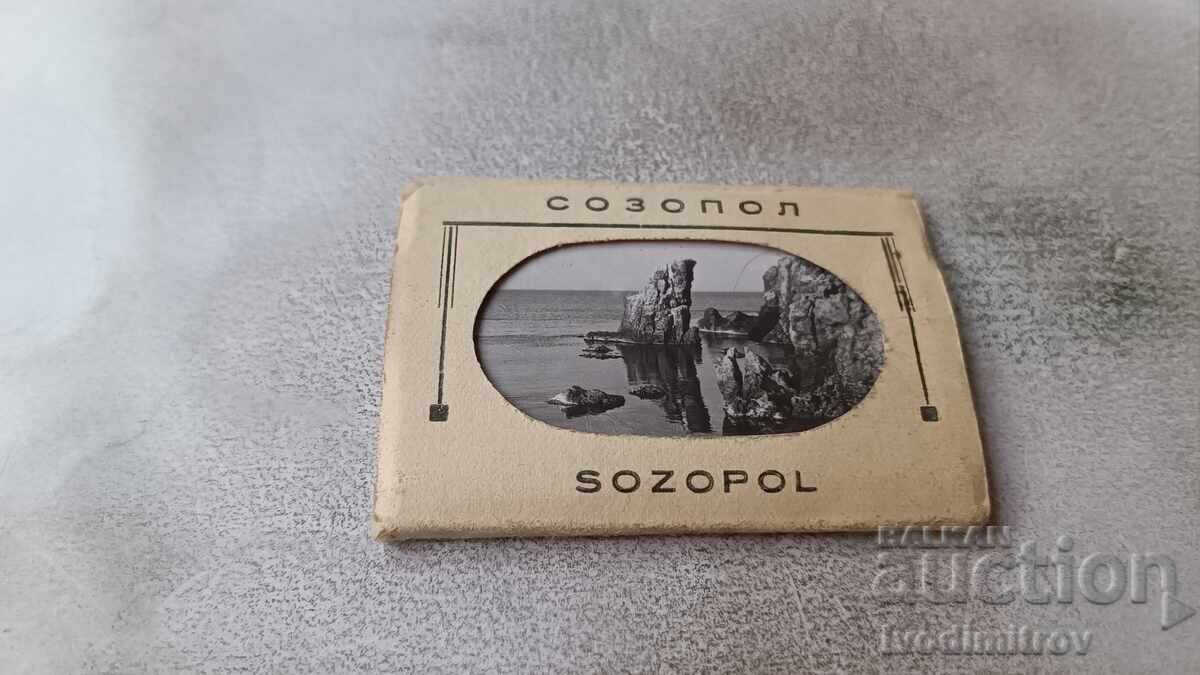 СОЗОПОЛ
SOZOPOL
BALKAN
auction
Ivodimitrov